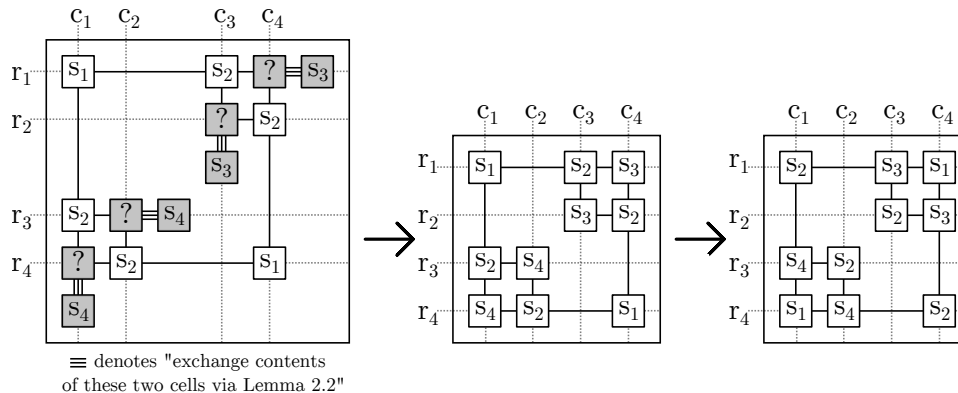 c₁ c₂ c₃ c₄
r₁ s₁ s₂ ? s₃
r₂ ? s₂
s₃
r₃ s₂ ? s₄
r₄ ? s₂ s₁
s₄
≡ denotes "exchange contents
of these two cells via Lemma 2.2"
c₁ c₂ c₃ c₄
r₁ s₁ s₂ s₃
r₂ s₃ s₂
r₃ s₂ s₄
r₄ s₄ s₂ s₁
c₁ c₂ c₃ c₄
r₁ s₂ s₃ s₁
r₂ s₂ s₃
r₃ s₄ s₂
r₄ s₁ s₄ s₂